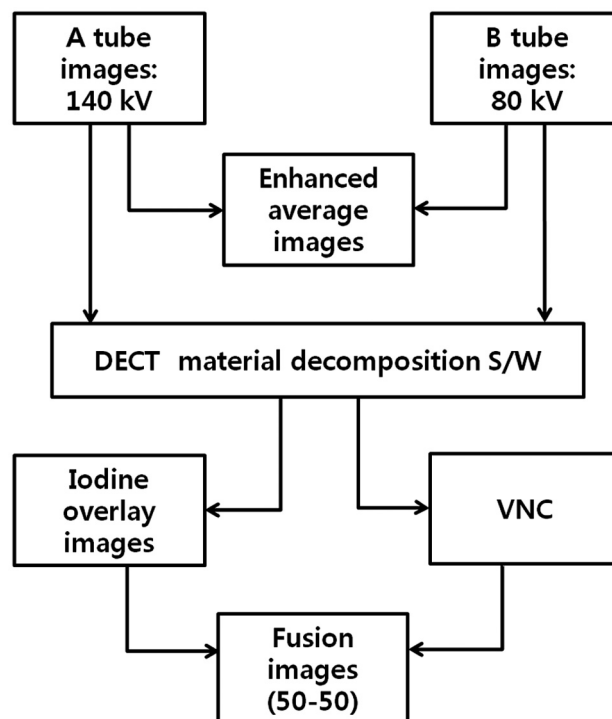 A tube
images:
140 kV
B tube
images:
80 kV
Enhanced
average
images
DECT material decomposition S/W
Iodine
overlay
images
VNC
Fusion
images
(50-50)